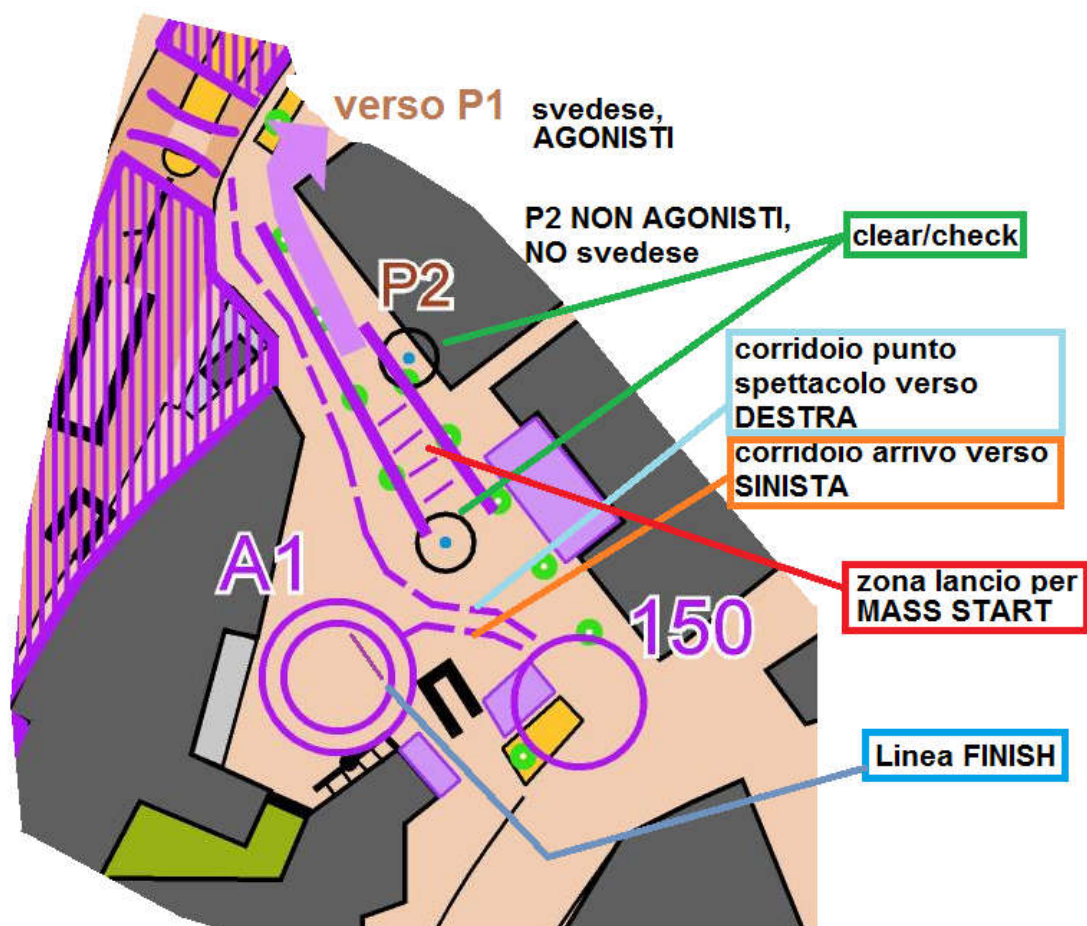 verso P1
svedese,
AGONISTI
P2 NON AGONISTI,
NO svedese
P2
clear/check
corridoio punto
spettacolo verso
DESTRA
corridoio arrivo verso
SINISTA
A1
150
zona lancio per
MASS START
Linea FINISH